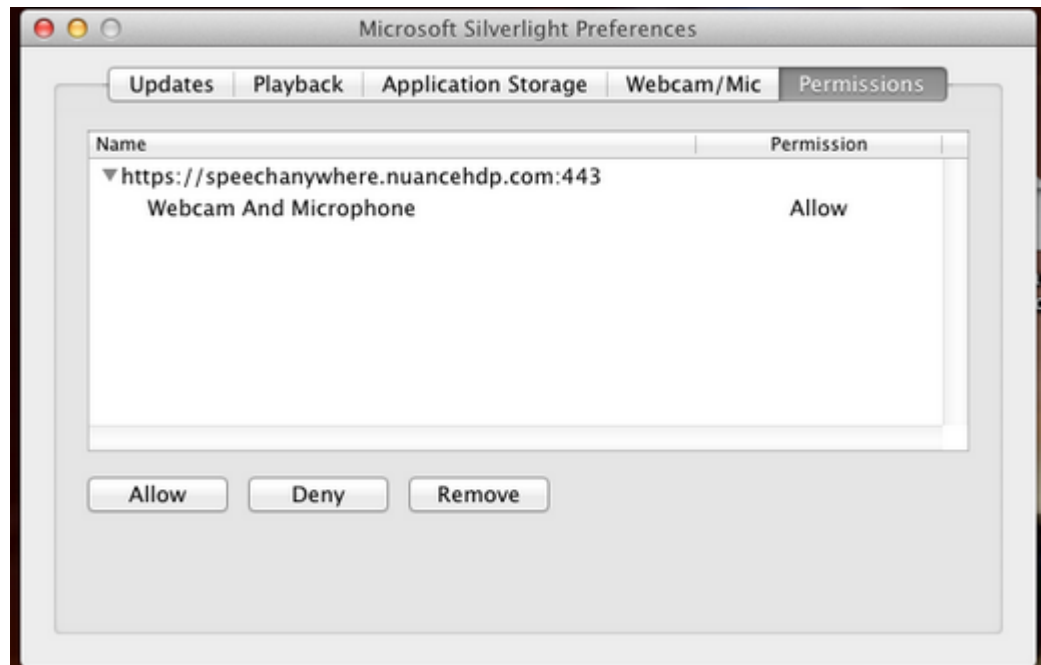 Microsoft Silverlight Preferences
Updates Playback Application Storage Webcam/Mic Permissions
Name Permission
https://speechanywhere.nuancehdp.com:443
Webcam And Microphone Allow
Allow Deny Remove